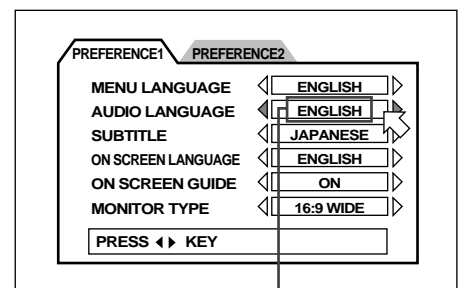 PREFERENCE1 PREFERENCE2
MENU LANGUAGE ENGLISH
AUDIO LANGUAGE ENGLISH
SUBTITLE JAPANESE
ON SCREEN LANGUAGE ENGLISH
ON SCREEN GUIDE ON
MONITOR TYPE 16:9 WIDE
PRESS KEY